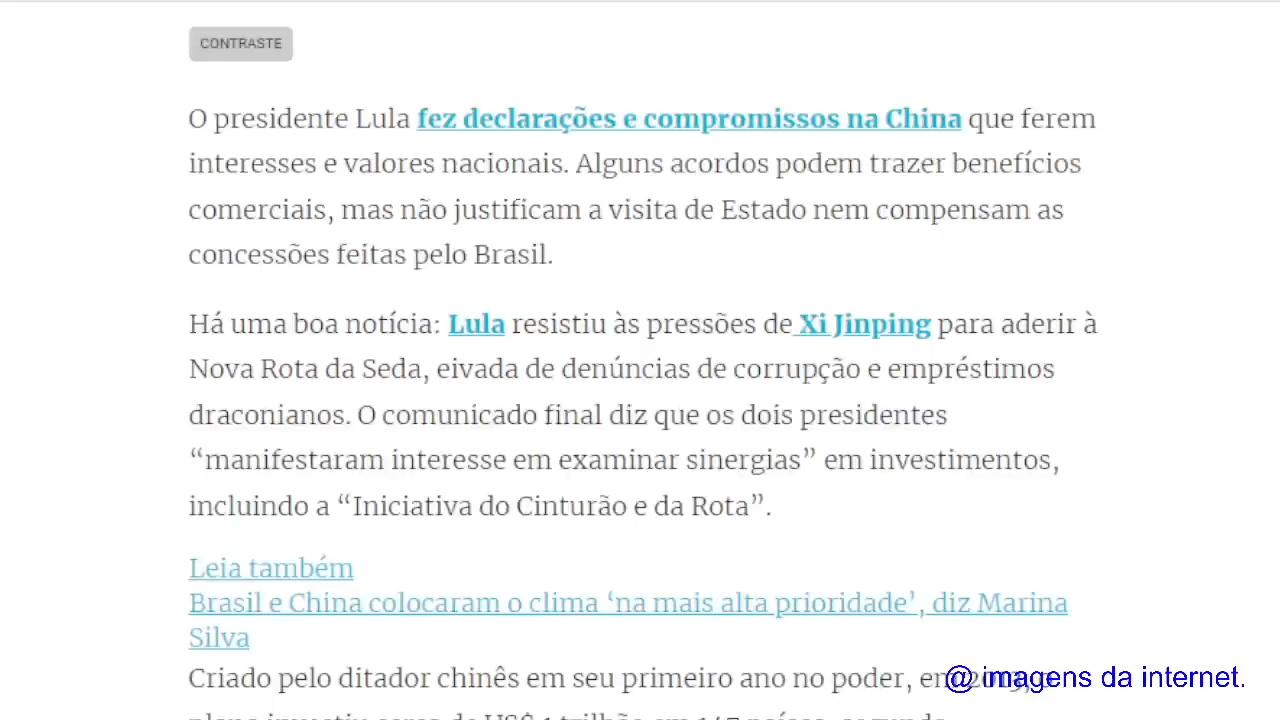 CONTRASTE
O presidente Lula fez declarações e compromissos na China que ferem
interesses e valores nacionais. Alguns acordos podem trazer benefícios
comerciais, mas não justificam a visita de Estado nem compensam as
concessões feitas pelo Brasil.
Há uma boa notícia: Lula resistiu às pressões de Xi Jinping para aderir à
Nova Rota da Seda, eivada de denúncias de corrupção e empréstimos
draconianos. O comunicado final diz que os dois presidentes
“manifestaram interesse em examinar sinergias” em investimentos,
incluindo a “Iniciativa do Cinturão e da Rota”.
Leia também
Brasil e China colocaram o clima ‘na mais alta prioridade’, diz Marina
Silva
Criado pelo ditador chinês em seu primeiro ano no poder,
@ imagens da internet.